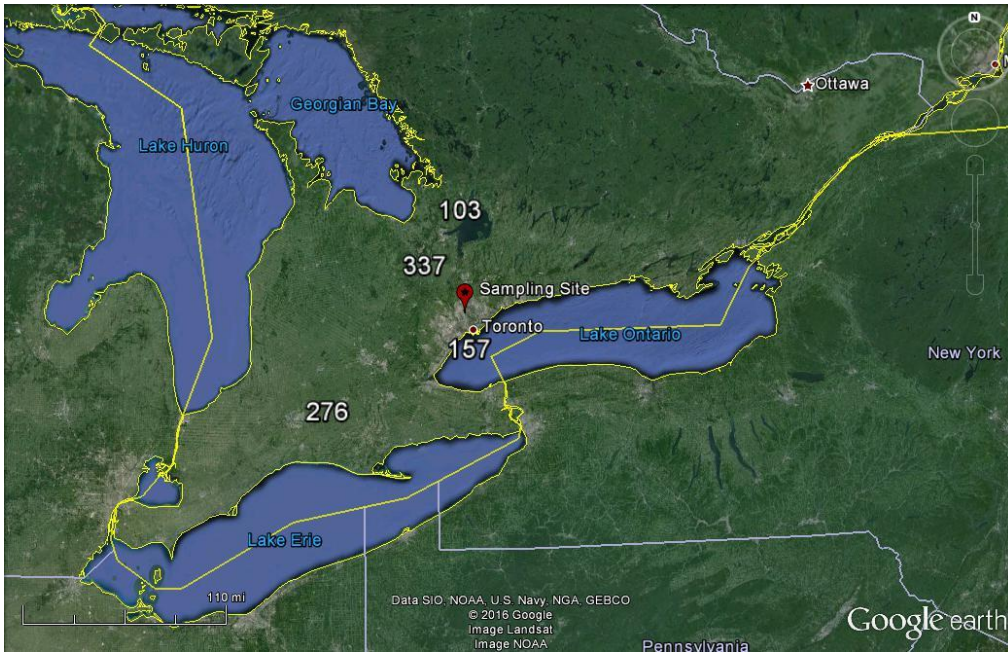 N
M
Ottawa
Georgian Bay
Lake Huron
103
337
Sampling Site
Toronto
Lake Ontario
157
New York
276
Lake Erie
110 mi
Data SIO, NOAA, U.S. Navy, NGA, GEBCO
© 2016 Google
Image Landsat
Image NOAA
Google earth
Pennsylvania